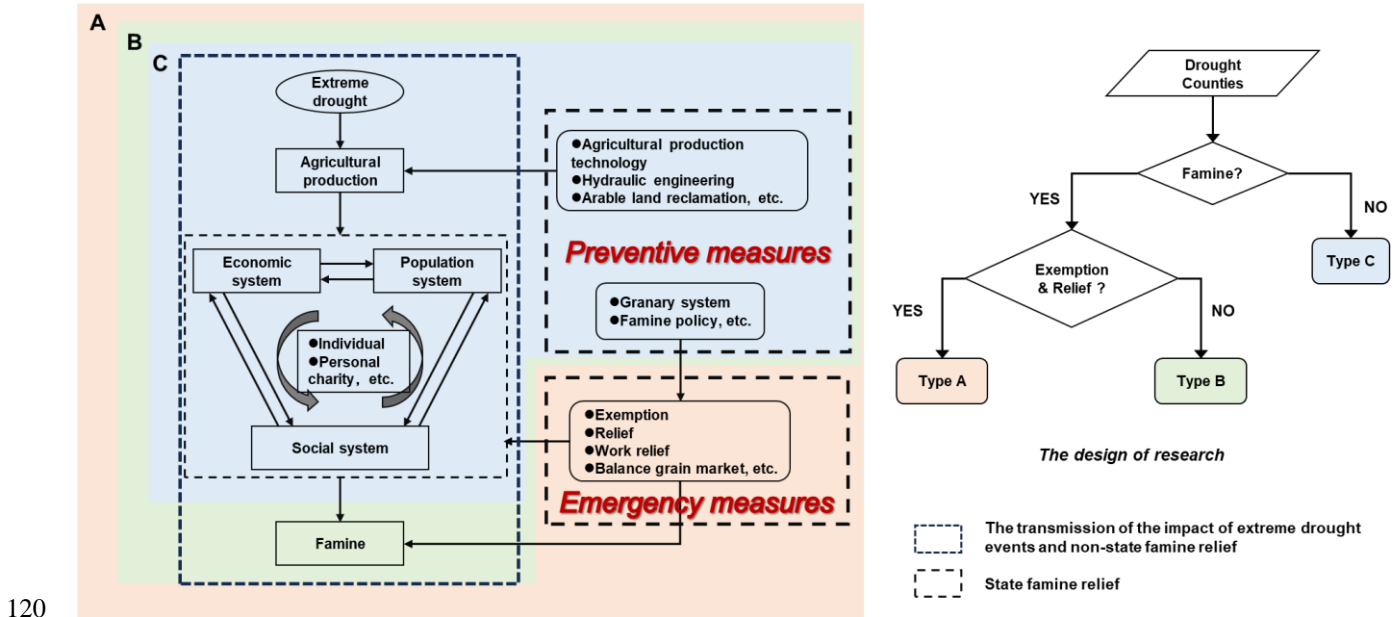 A
B
C
Extreme
drought
Agricultural
production
Economic
system
Population
system
●Individual
●Personal
charity, etc.
Social system
Famine
●Agricultural production
technology
●Hydraulic engineering
●Arable land reclamation, etc.
Preventive measures
●Granary system
●Famine policy, etc.
●Exemption
●Relief
●Work relief
●Balance grain market, etc.
Emergency measures
120
Drought
Counties
Famine?
YES
NO
Type C
Exemption
& Relief ?
YES
NO
Type A
Type B
The design of research
The transmission of the impact of extreme drought
events and non-state famine relief
State famine relief